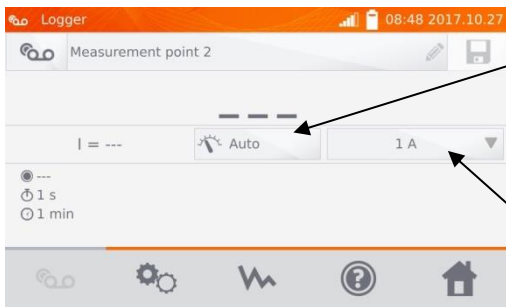 Logger 08:48 2017.10.27
Measurement point 2
---
I = --- Auto 1 A
---
1 s
1 min